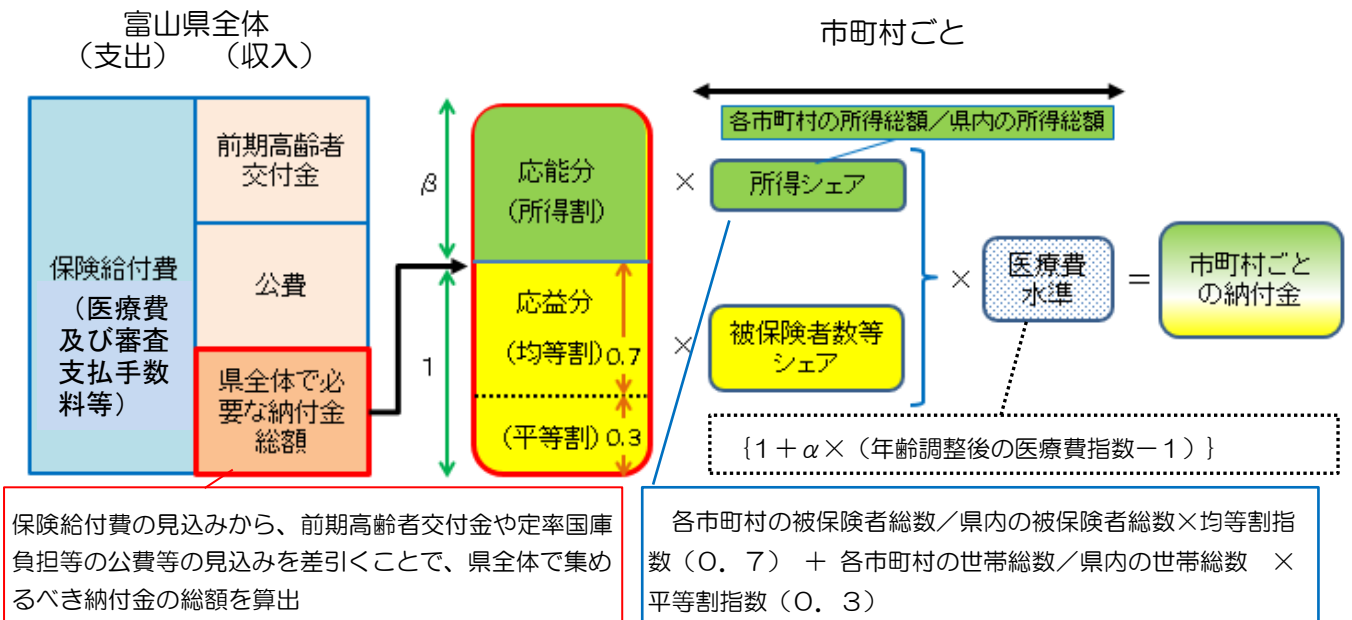 富山県全体
（支出）　（収入）
市町村ごと
各市町村の所得総額／県内の所得総額
前期高齢者
交付金
保険給付費
（医療費
及び審査
支払手数
料等）
公費
県全体で必
要な納付金
総額
β
1
応能分
（所得割）
応益分
（均等割）0.7
（平等割）0.3
×
所得シェア
×
被保険者数等
シェア
×
医療費
水準
＝
市町村ごと
の納付金
｛１＋α×（年齢調整後の医療費指数－１）｝
保険給付費の見込みから、前期高齢者交付金や定率国庫
負担等の公費等の見込みを差引くことで、県全体で集め
るべき納付金の総額を算出
各市町村の被保険者総数／県内の被保険者総数×均等割指
数（０．７）　＋　各市町村の世帯総数／県内の世帯総数　×
平等割指数（０．３）